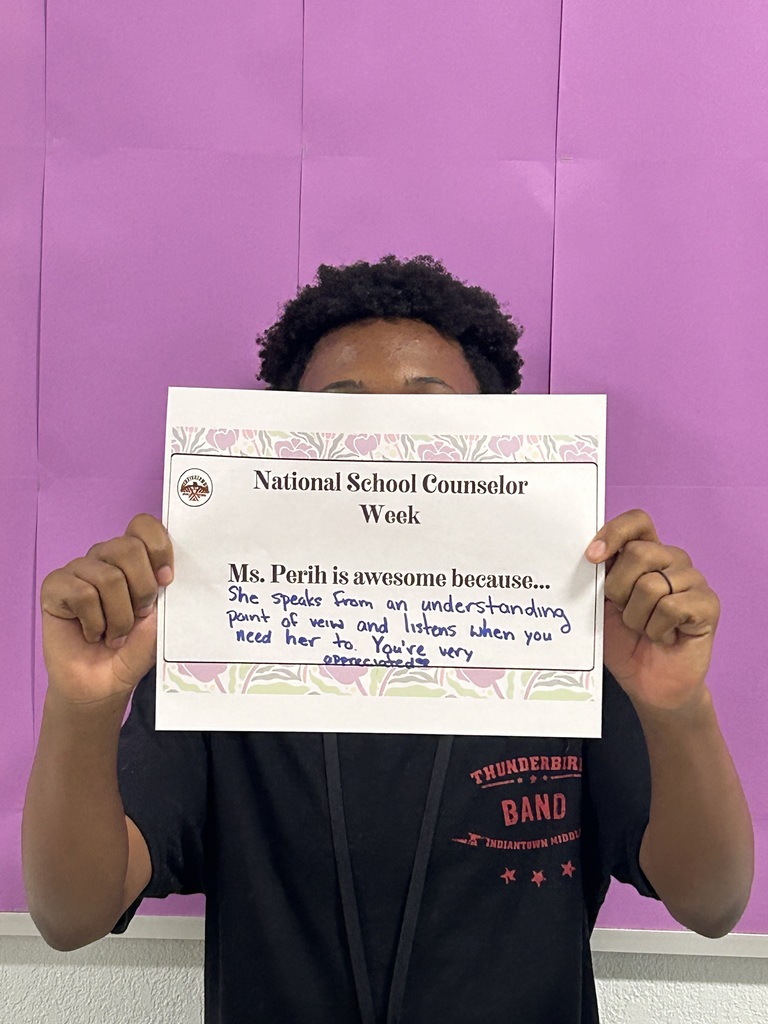 National School Counselor
Week
Ms. Perih is awesome because...
She speaks from an understanding
point of veiw and listens when you
need her to. You're very
appreciated
THUNDERBIRD
BAND
INDIANTOWN MIDDL